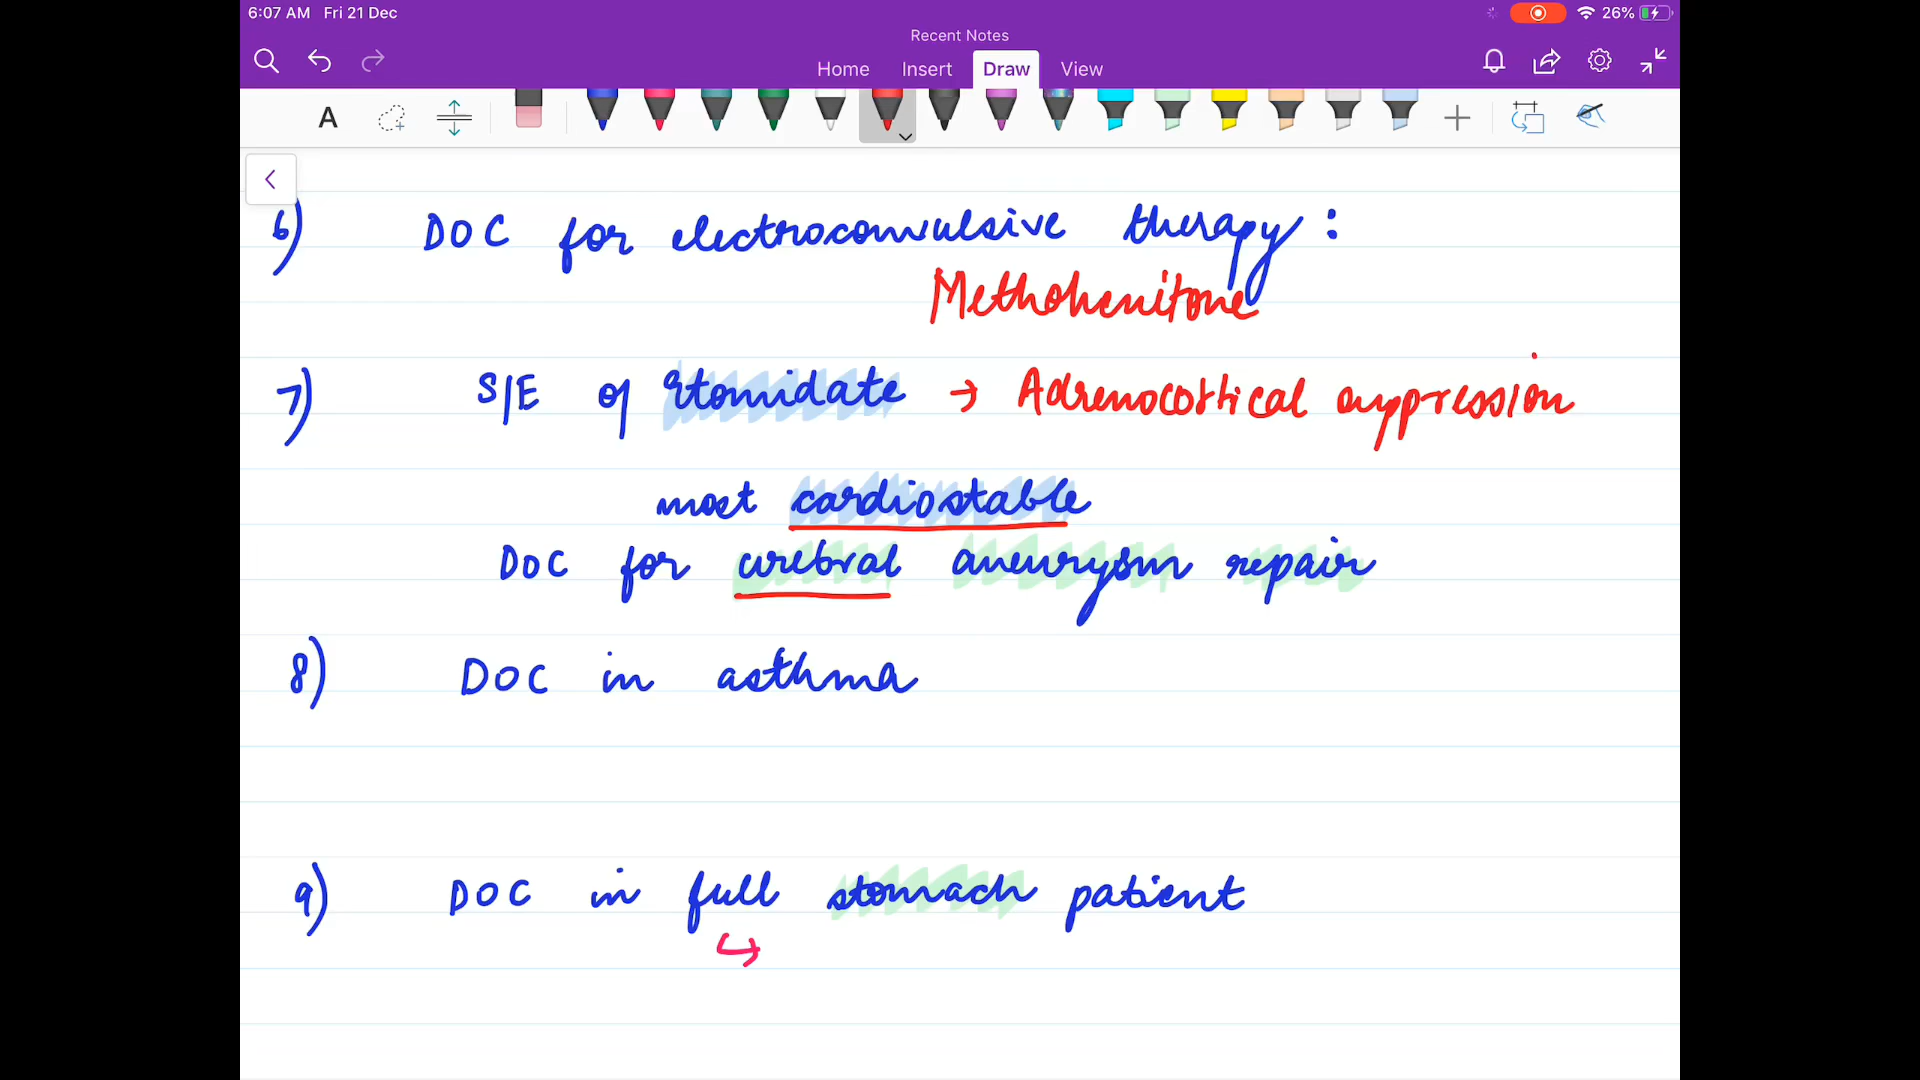 6:07 AM Fri 21 Dec
26%
Recent Notes
Home Insert Draw View
A
6) DOC for electroconvulsive therapy :
Methohenitone
7) S/E of Etomidate → Adrenocortical suppression
most cardiostable
DOC for cerebral aneurysm repair
8) DOC in asthma
9) DOC in full stomach patient
↪